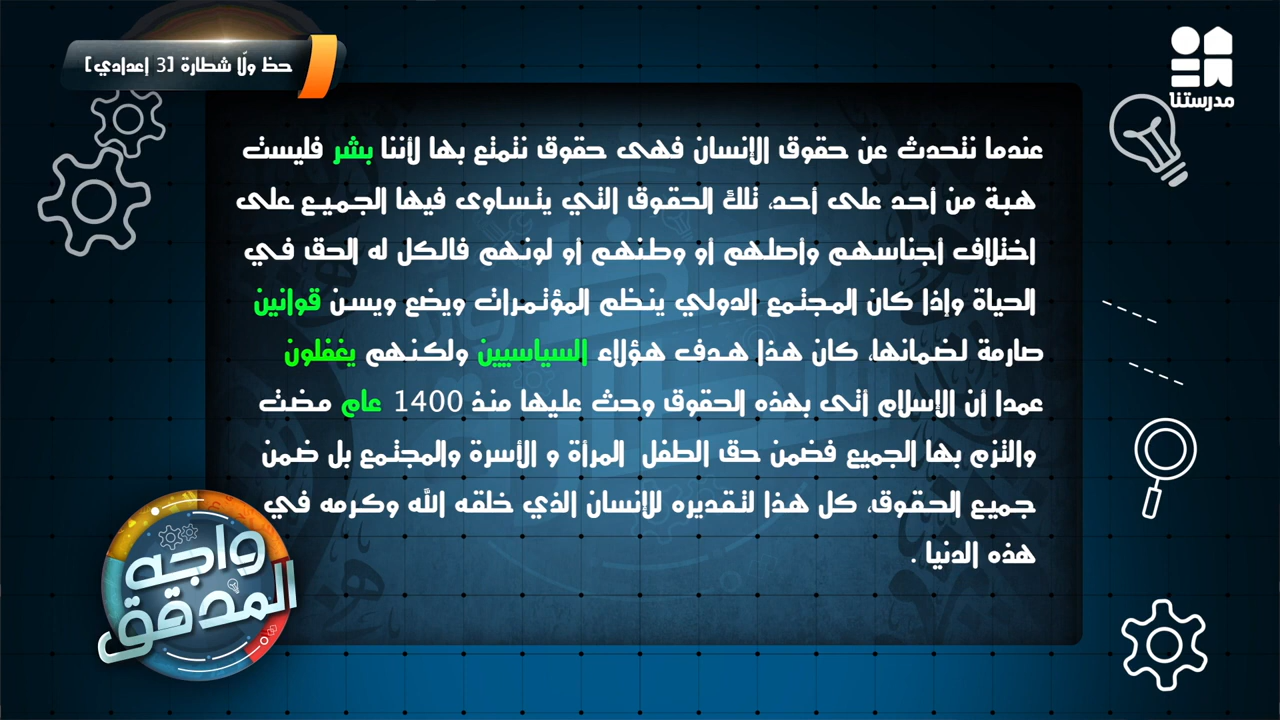 حظ ولّا شطارة [3 إعدادي]
مدرستنا
عندما نتحدث عن حقوق الإنسان فهى حقوق نتمتع بها لأننا بشر فليست
هبة من أحد على أحد، تلك الحقوق التي يتساوى فيها الجميع على
اختلاف أجناسهم وأصلهم أو وطنهم أو لونهم فالكل له الحق في
الحياة وإذا كان المجتمع الدولي ينظم المؤتمرات ويضع ويسن قوانين
صارمة لضمانها، كان هذا هدف هؤلاء السياسيين ولكنهم يغفلون
عمدا أن الإسلام أتى بهذه الحقوق وحث عليها منذ 1400 عام مضت
والتزم بها الجميع فضمن حق الطفل المرأة و الأسرة والمجتمع بل ضمن
جميع الحقوق، كل هذا لتقديره للإنسان الذي خلقه الله وكرمه في
هذه الدنيا .
واجه
المدقق